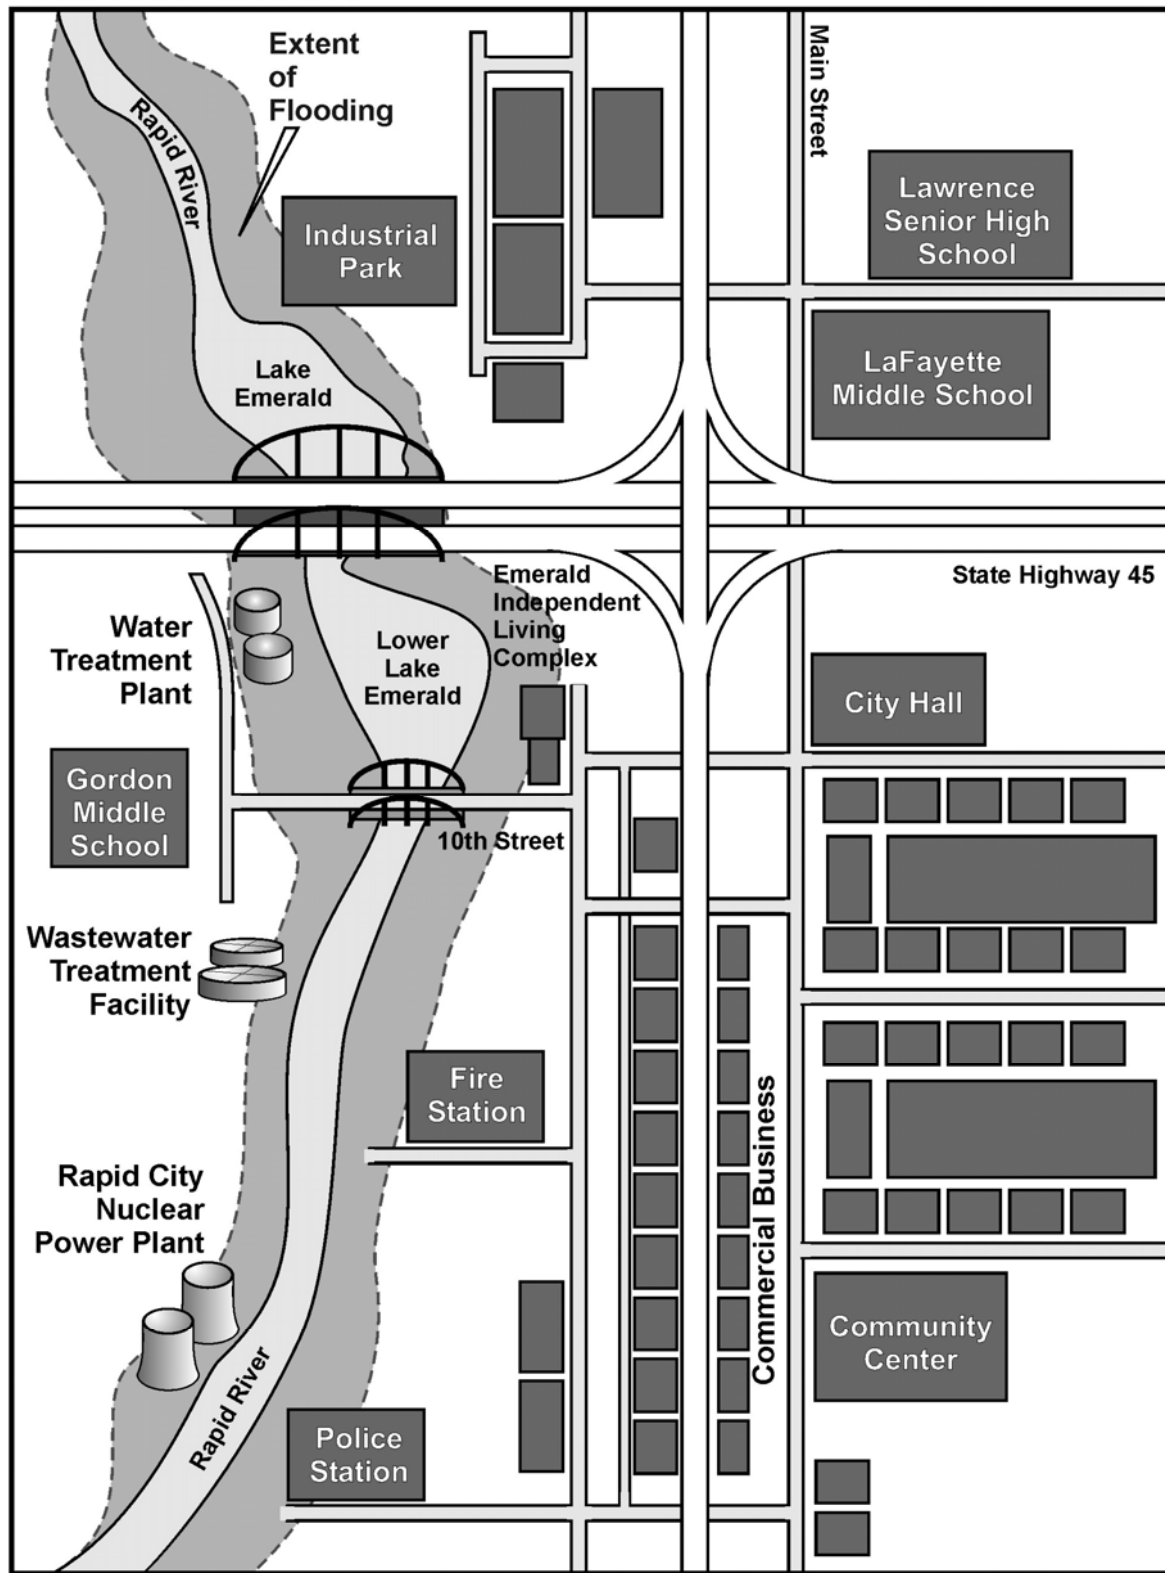 Extent
of
Flooding
Main Street
Rapid River
Lawrence
Senior High
School
Industrial
Park
LaFayette
Middle School
Lake
Emerald
Emerald
Independent
Living
Complex
State Highway 45
Water
Treatment
Plant
Lower
Lake
Emerald
City Hall
Gordon
Middle
School
10th Street
Wastewater
Treatment
Facility
Fire
Station
Commercial Business
Rapid City
Nuclear
Power Plant
Community
Center
Rapid River
Police
Station